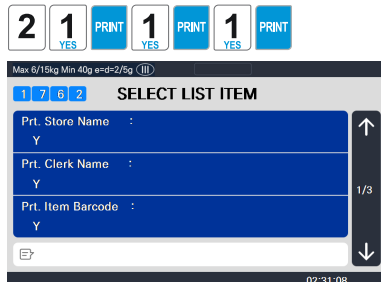 2 1 YES PRINT 1 YES PRINT 1 YES PRINT
Max 6/15kg Min 40g e=d=2/5g (III)
1 7 6 2 SELECT LIST ITEM
Prt. Store Name :
Y
Prt. Clerk Name :
Y
1/3
Prt. Item Barcode :
Y
02:31:08